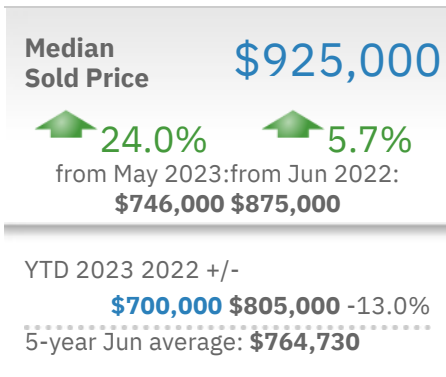 Median
Sold Price
$925,000
24.0% 5.7%
from May 2023:from Jun 2022:
$746,000 $875,000
YTD 2023 2022 +/-
$700,000 $805,000 -13.0%
5-year Jun average: $764,730